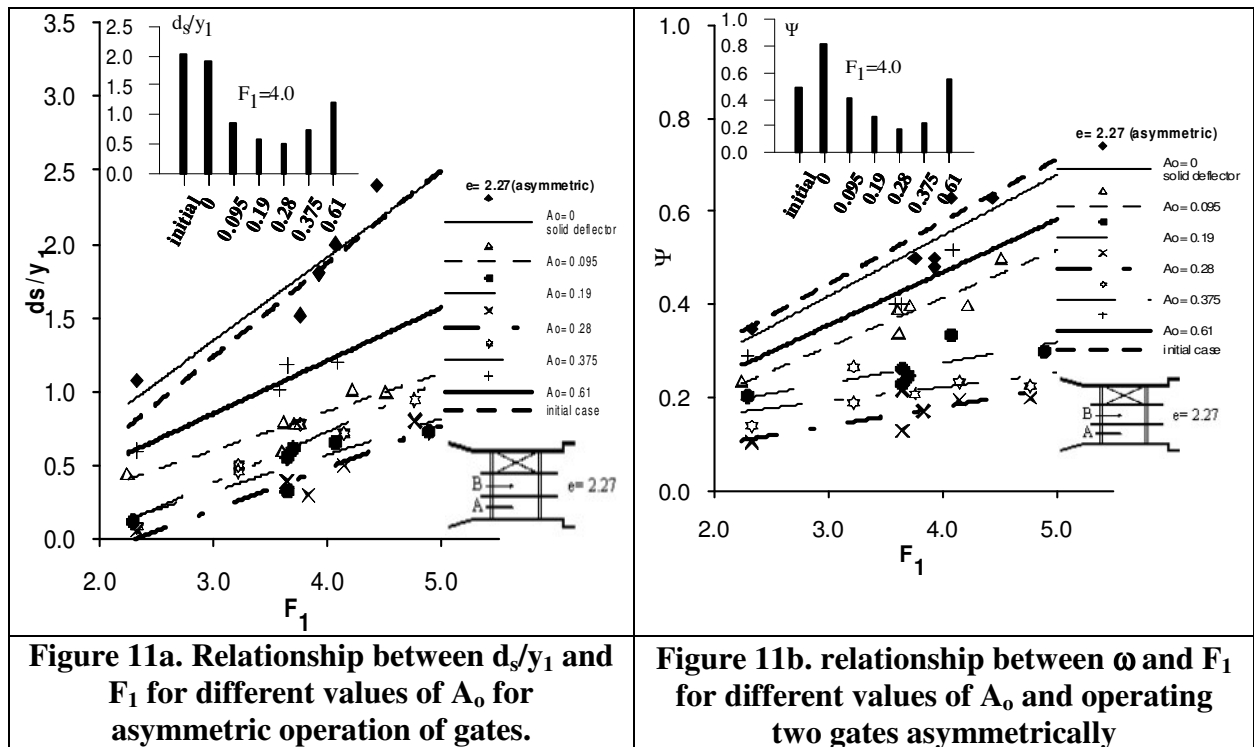 3.5
3.0
2.5
2.0
1.5
1.0
0.5
0.0
2.0 3.0 4.0 5.0
ds/y1
F1
ds/y1
2.5
2.0
1.5
1.0
0.5
0.0
F1=4.0
initial 0 0.095 0.19 0.28 0.375 0.61
e= 2.27(asymmetric)
Ao= 0
solid deflector
Ao= 0.095
Ao= 0.19
Ao= 0.28
Ao= 0.375
Ao= 0.61
initial case
B
A
e= 2.27
Figure 11a. Relationship between ds/y1 and
F1 for different values of Ao for
asymmetric operation of gates.
1.0
0.8
0.6
0.4
0.2
0.0
2.0 3.0 4.0 5.0
Ψ
F1
Ψ
1.0
0.8
0.6
0.4
0.2
0.0
F1=4.0
initial 0 0.095 0.19 0.28 0.375 0.61
e= 2.27 (asymmetric)
Ao= 0
solid deflector
Ao= 0.095
Ao= 0.19
Ao= 0.28
Ao= 0.375
Ao= 0.61
initial case
B
A
e= 2.27
Figure 11b. relationship between ω and F1
for different values of Ao and operating
two gates asymmetrically